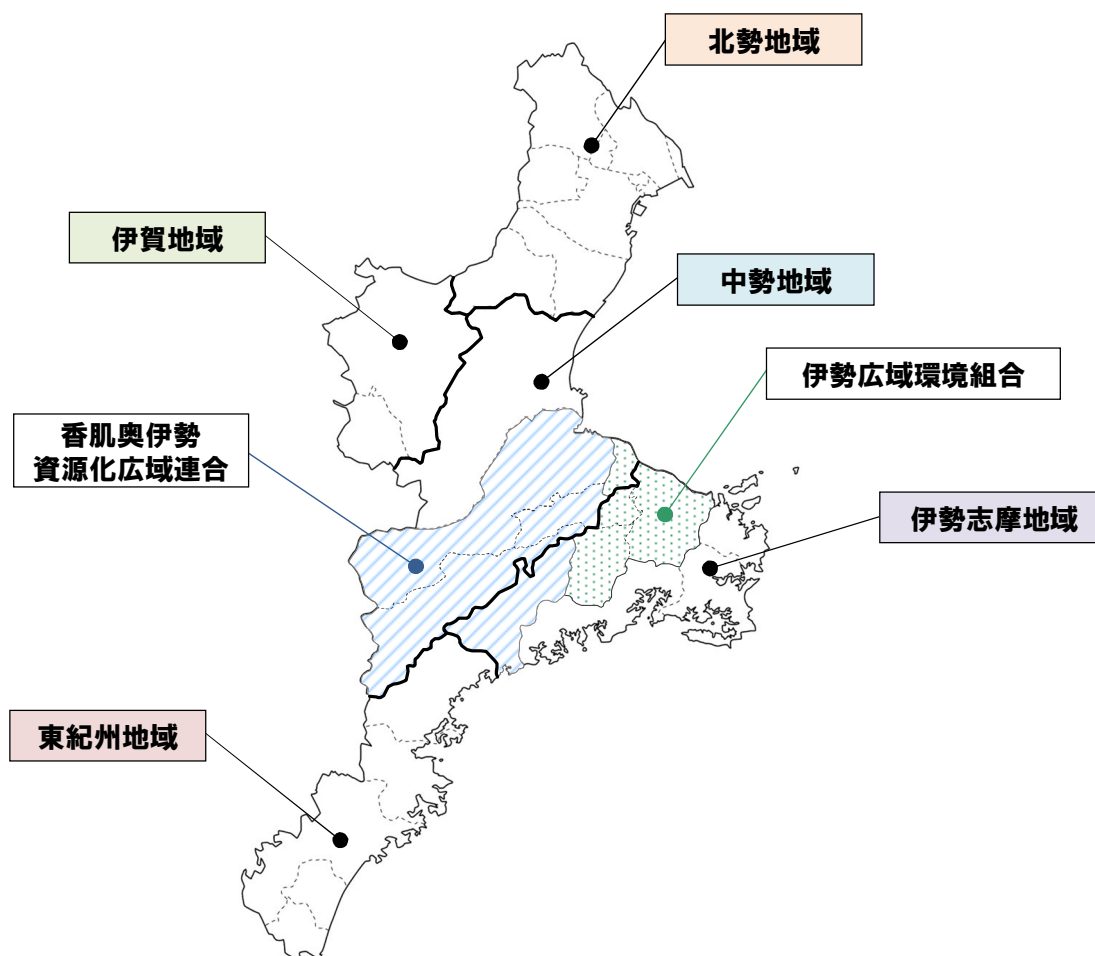 北勢地域
伊賀地域
中勢地域
伊勢広域環境組合
香肌奥伊勢
資源化広域連合
伊勢志摩地域
東紀州地域